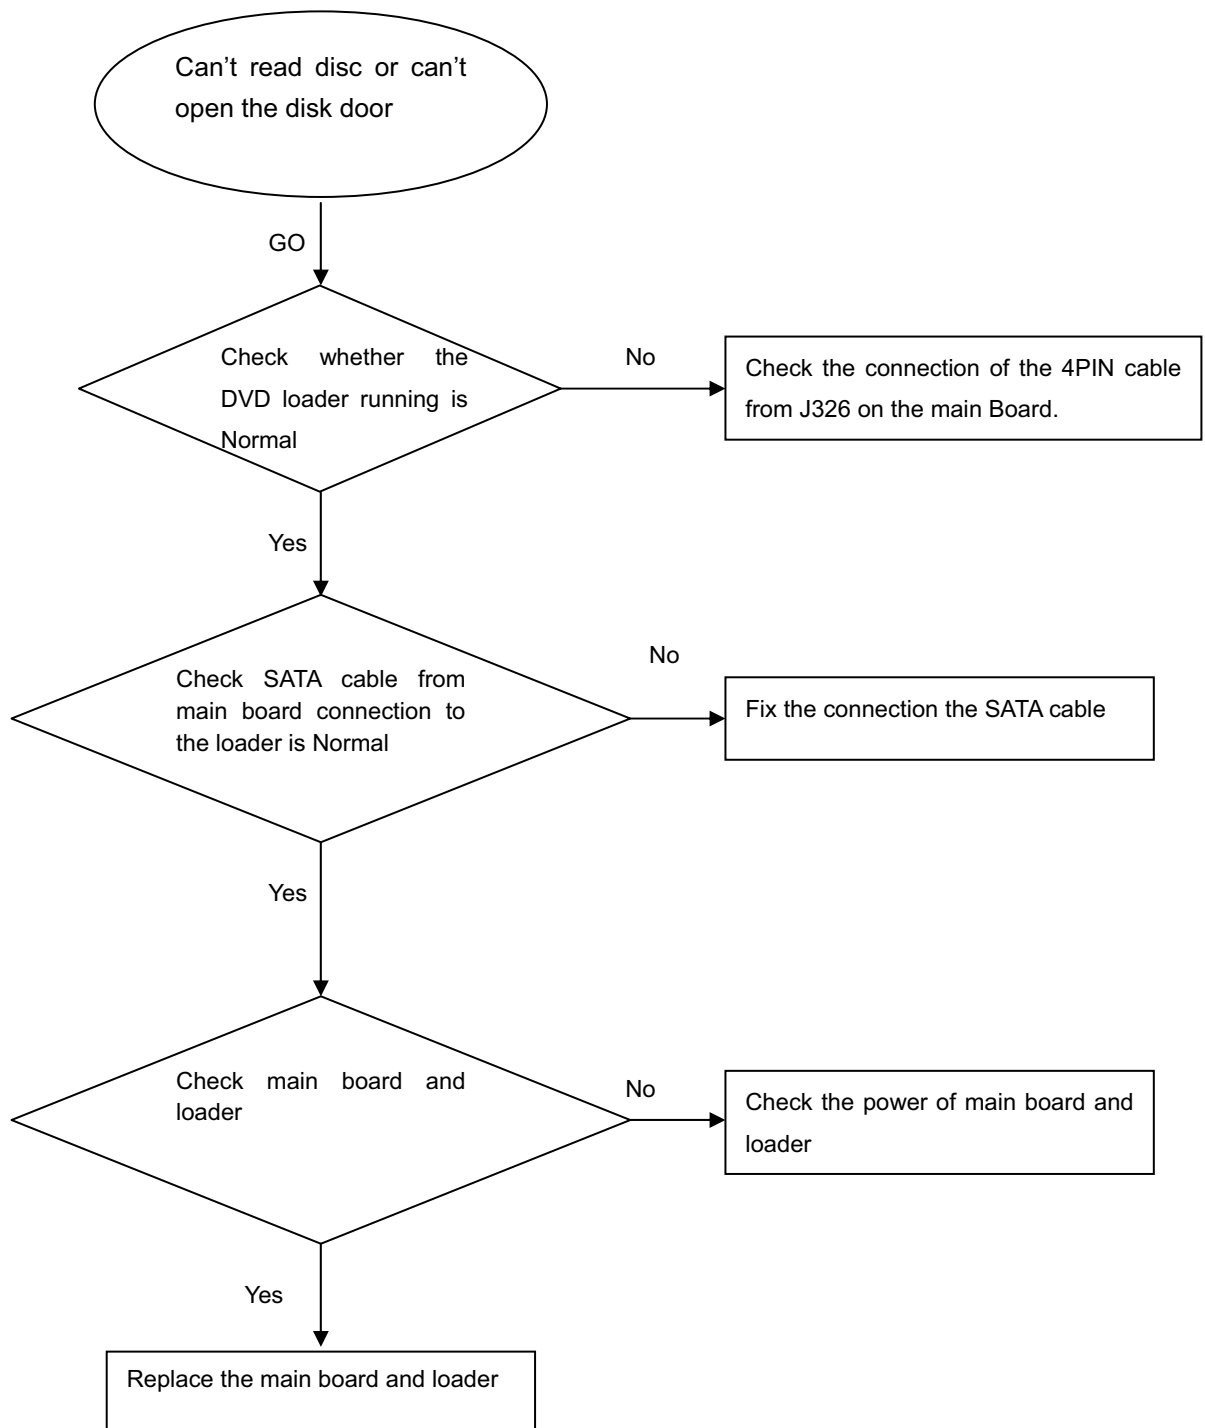 Can’t read disc or can’t
open the disk door
GO
Check whether the
DVD loader running is
Normal
No
Check the connection of the 4PIN cable
from J326 on the main Board.
Yes
Check SATA cable from
main board connection to
the loader is Normal
No
Fix the connection the SATA cable
Yes
Check main board and
loader
No
Check the power of main board and
loader
Yes
Replace the main board and loader